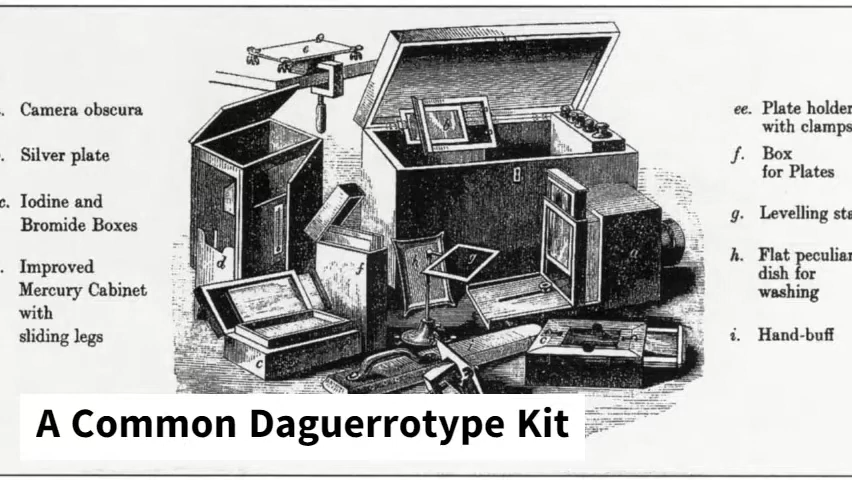 Camera obscura
Silver plate
c. Iodine and
Bromide Boxes
Improved
Mercury Cabinet
with
sliding legs
ee. Plate holder
with clamps
f. Box
for Plates
g. Levelling
h. Flat peculiar
dish for
washing
i. Hand-buff
d
f
g
c
A Common Daguerrotype Kit